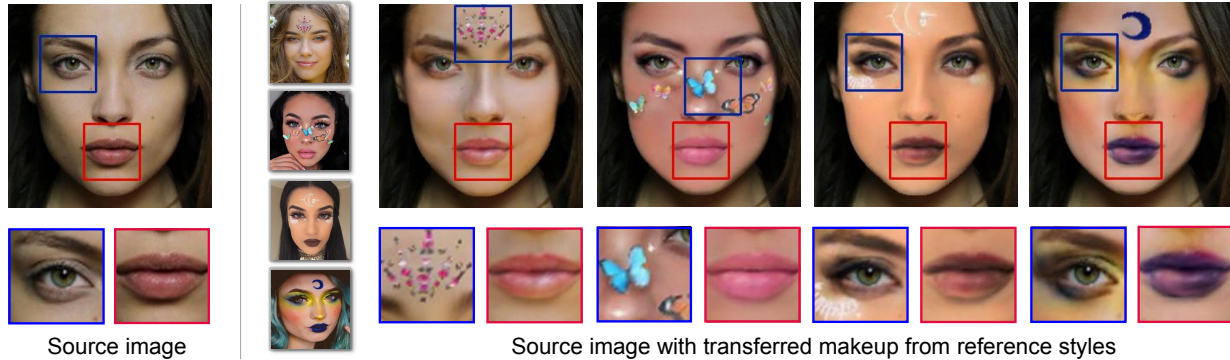 Source image
Source image with transferred makeup from reference styles